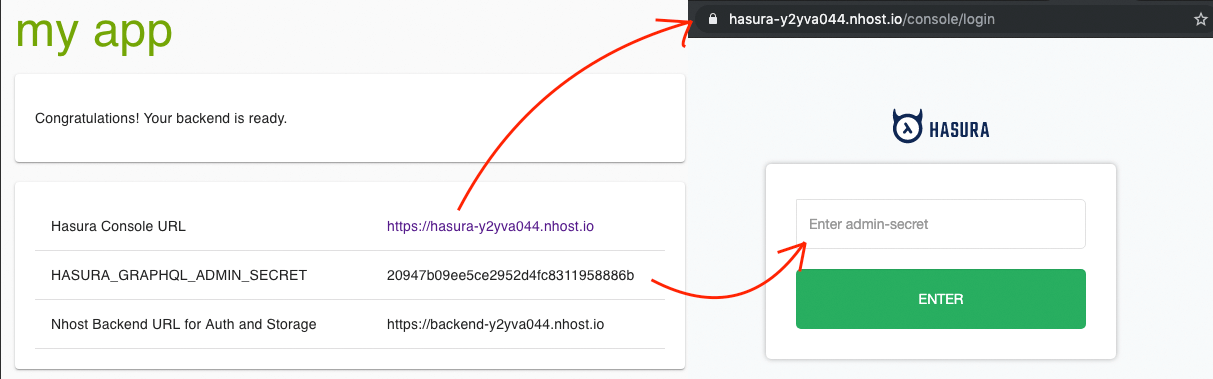 my app
Congratulations! Your backend is ready.
Hasura Console URL https://hasura-y2yva044.nhost.io
HASURA_GRAPHQL_ADMIN_SECRET 20947b09ee5ce2952d4fc8311958886b
Nhost Backend URL for Auth and Storage https://backend-y2yva044.nhost.io
hasura-y2yva044.nhost.io/console/login
HASURA
Enter admin-secret
ENTER